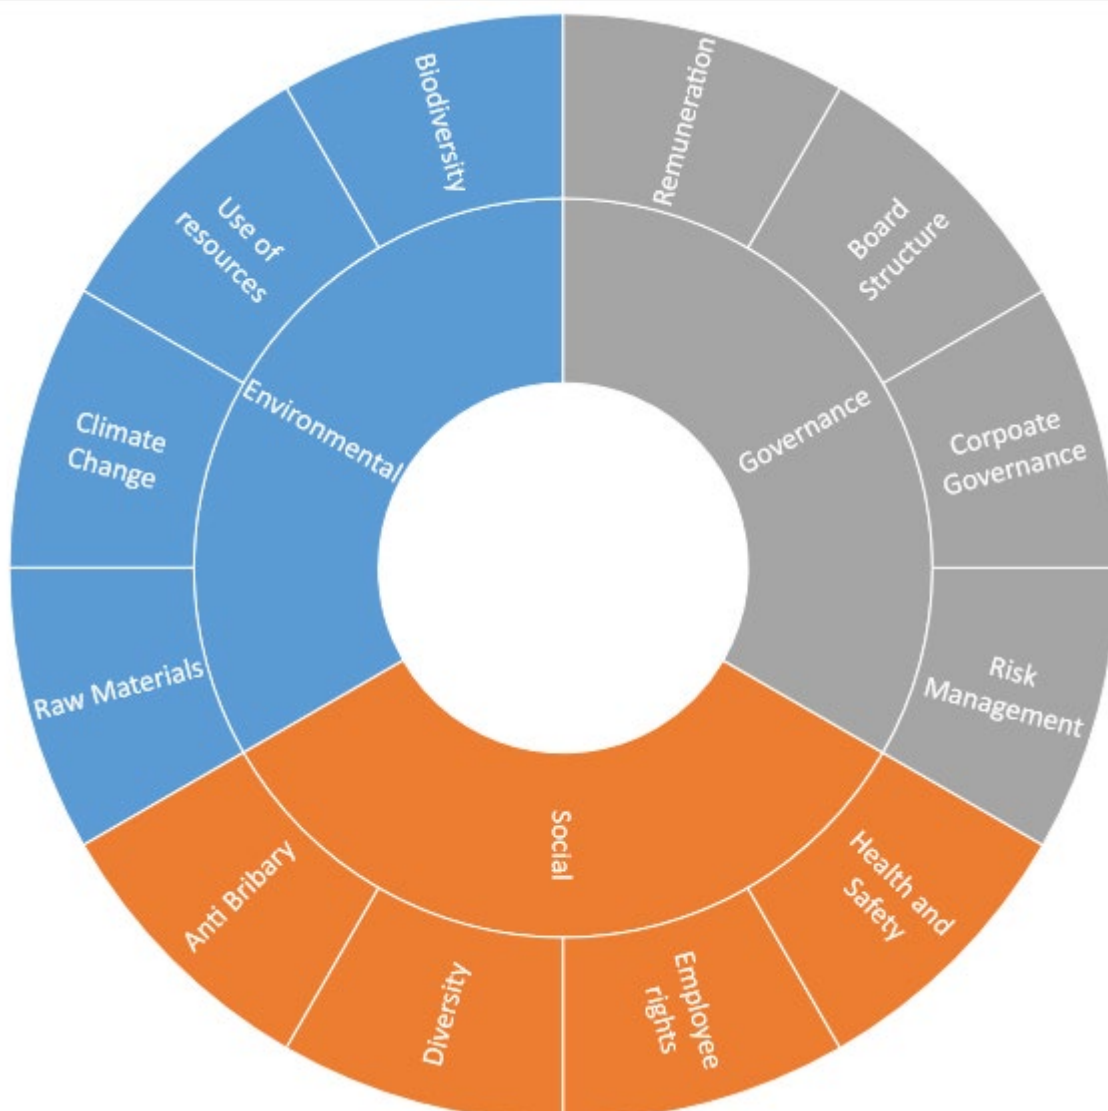 Remuneration
Board
Structure
Corpoate
Governance
Risk
Management
Governance
Health and
Safety
Employee
rights
Diversity
Anti Bribary
Social
Raw Materials
Climate
Change
Use of
resources
Biodiversity
Environmental